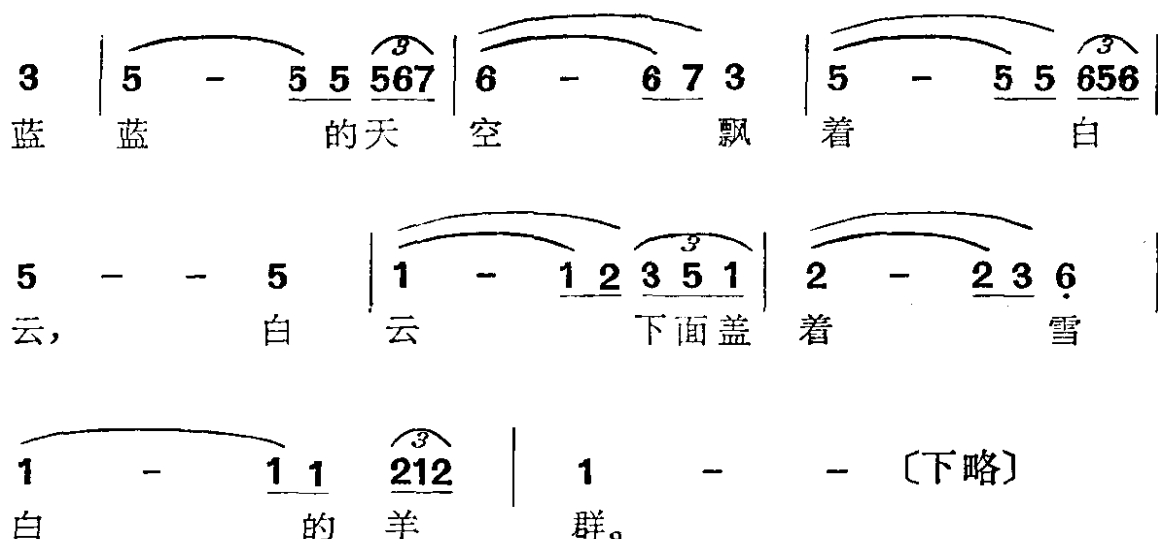 3 | 5 - 5 5 567 | 6 - 6 7 3 | 5 - 5 5 656 |
蓝 蓝 的天 空 飘 着 白
5 - - 5 | 1 - 1 2 3 5 1 | 2 - 2 3 6̣ |
云, 白 云 下面盖 着 雪
1 - 1 1 212 | 1 - - 〔下略〕
白 的 羊 群。